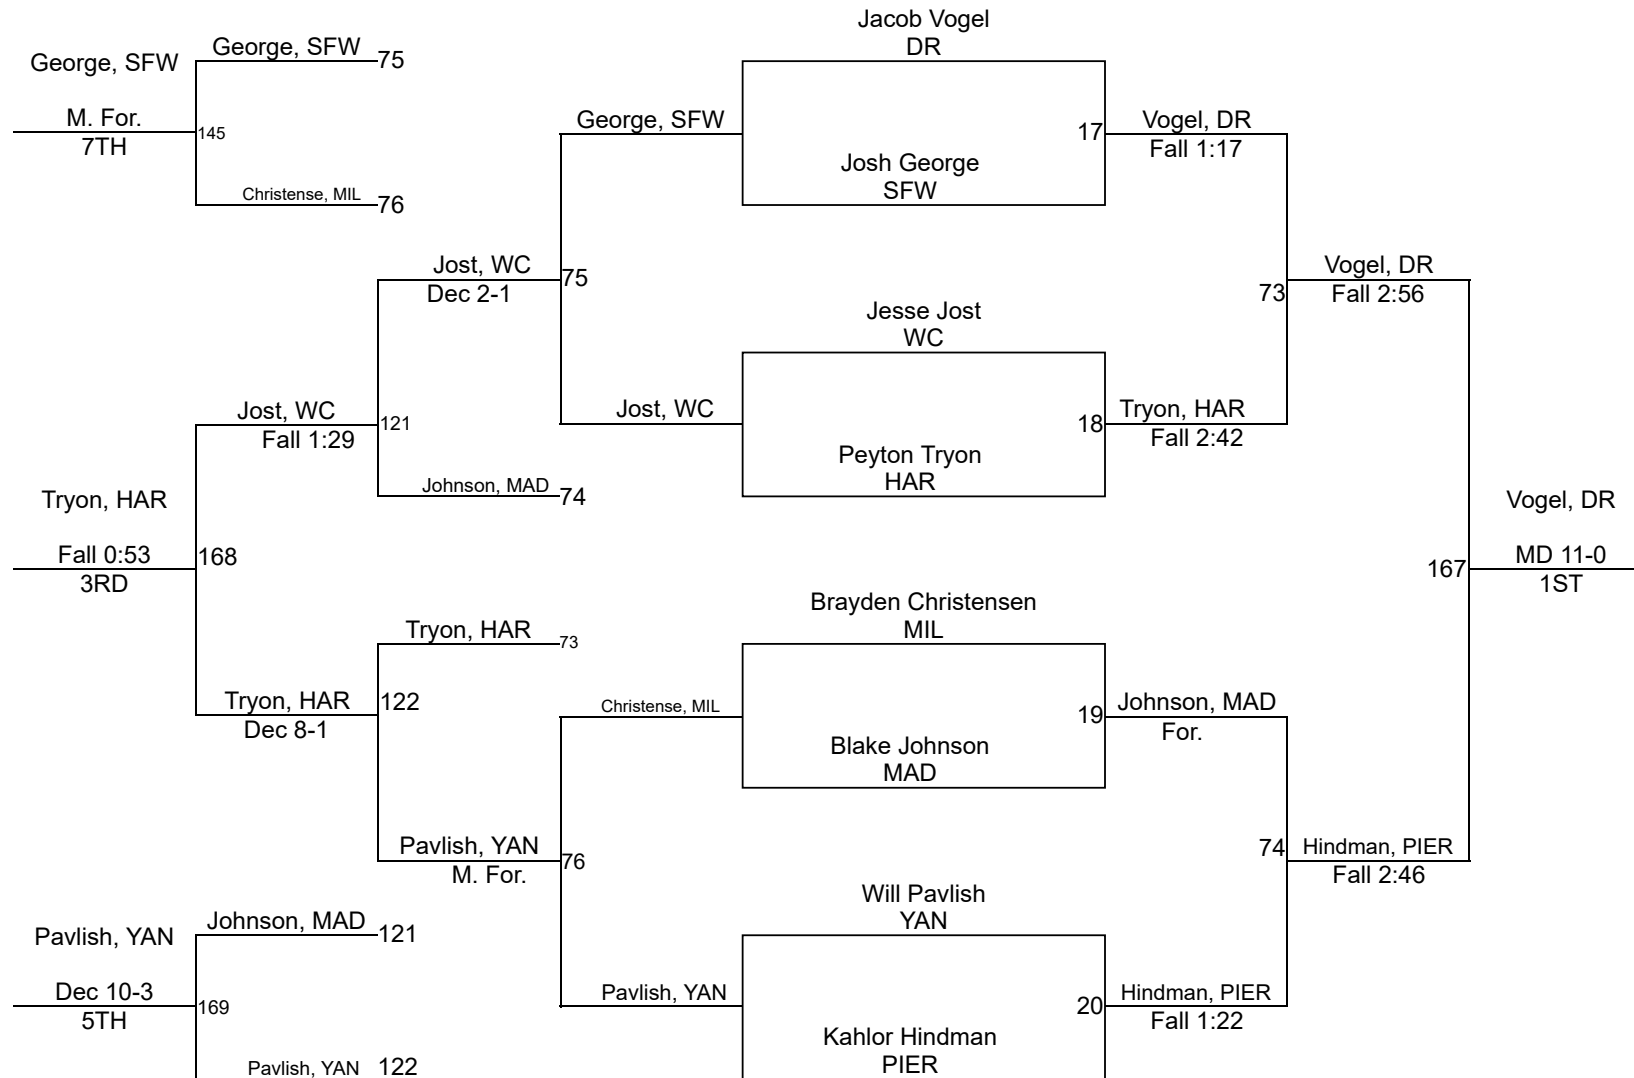 Jacob Vogel
DR
George, SFW
George, SFW
75
M. For.
7TH
145
Christense, MIL
76
George, SFW
17
Vogel, DR
Fall 1:17
Josh George
SFW
Jost, WC
Dec 2-1
75
Vogel, DR
Fall 2:56
73
Jesse Jost
WC
Jost, WC
Fall 1:29
121
Jost, WC
18
Tryon, HAR
Fall 2:42
Peyton Tryon
HAR
Johnson, MAD
74
Tryon, HAR
Fall 0:53
3RD
168
Vogel, DR
MD 11-0
1ST
167
Brayden Christensen
MIL
Tryon, HAR
73
Tryon, HAR
Dec 8-1
122
Christense, MIL
19
Johnson, MAD
For.
Blake Johnson
MAD
Pavlish, YAN
M. For.
76
74
Hindman, PIER
Fall 2:46
Will Pavlish
YAN
Johnson, MAD
121
Pavlish, YAN
Dec 10-3
5TH
169
Pavlish, YAN
20
Hindman, PIER
Fall 1:22
Kahlor Hindman
PIER
Pavlish, YAN
122